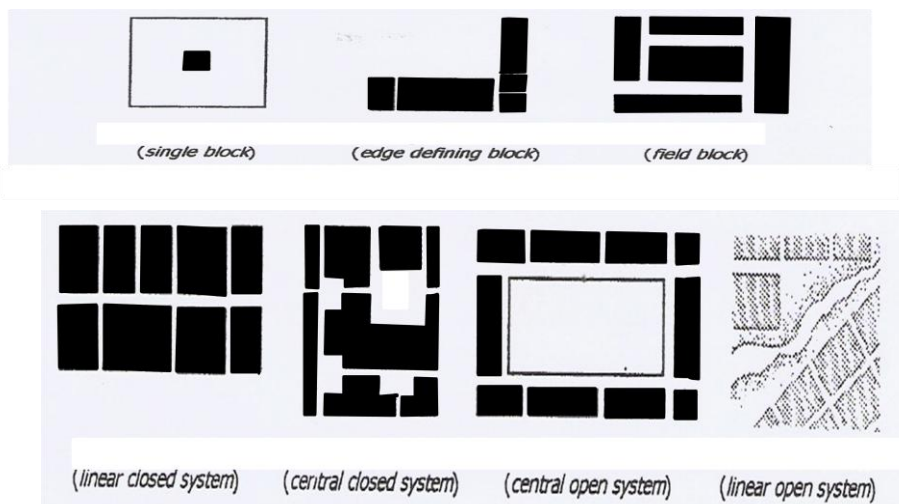 (single block) (edge defining block) (field block)
(linear closed system) (central closed system) (central open system) (linear open system)